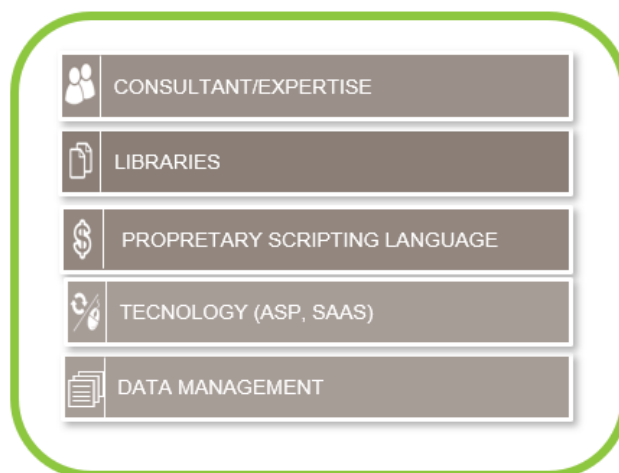 CONSULTANT/EXPERTISE
LIBRARIES
PROPRETARY SCRIPTING LANGUAGE
TECNOLOGY (ASP, SAAS)
DATA MANAGEMENT